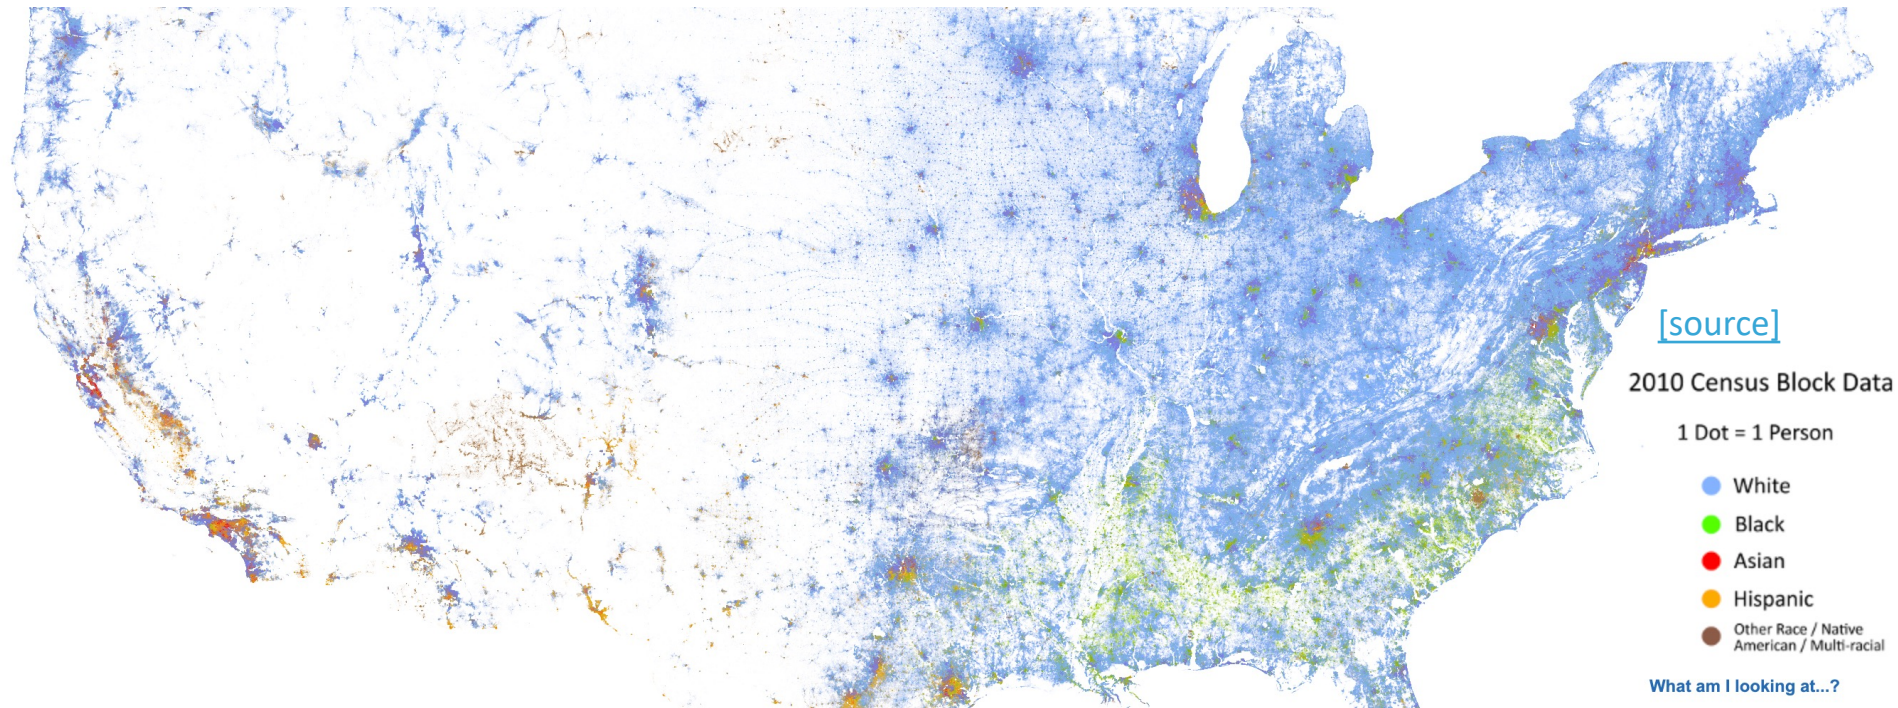 [source]
2010 Census Block Data
1 Dot = 1 Person
White
Black
Asian
Hispanic
Other Race / Native
American / Multi-racial
What am I looking at...?